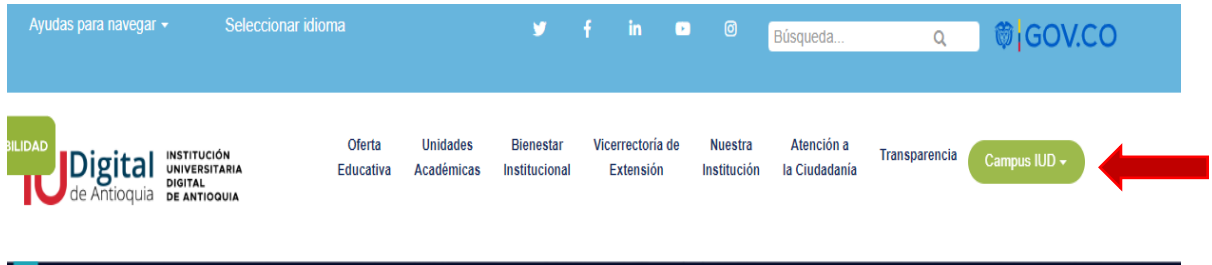 Ayudas para navegar
Seleccionar idioma
Búsqueda...
GOV.CO
BILIDAD
IUDigital
de Antioquia
INSTITUCIÓN
UNIVERSITARIA
DIGITAL
DE ANTIOQUIA
Oferta
Educativa
Unidades
Académicas
Bienestar
Institucional
Vicerrectoría de
Extensión
Nuestra
Institución
Atención a
la Ciudadanía
Transparencia
Campus IUD